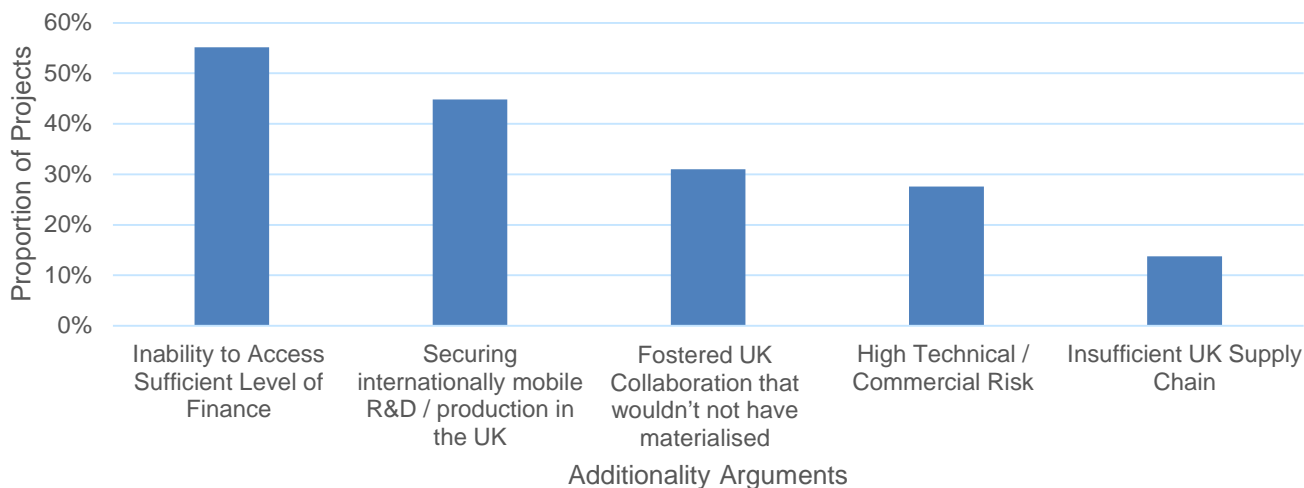 60%
50%
40%
30%
20%
10%
0%
Proportion of Projects
Inability to Access
Sufficient Level of
Finance
Securing
internationally mobile
R&D / production in
the UK
Fostered UK
Collaboration that
wouldn’t not have
materialised
High Technical /
Commercial Risk
Insufficient UK Supply
Chain
Additionality Arguments